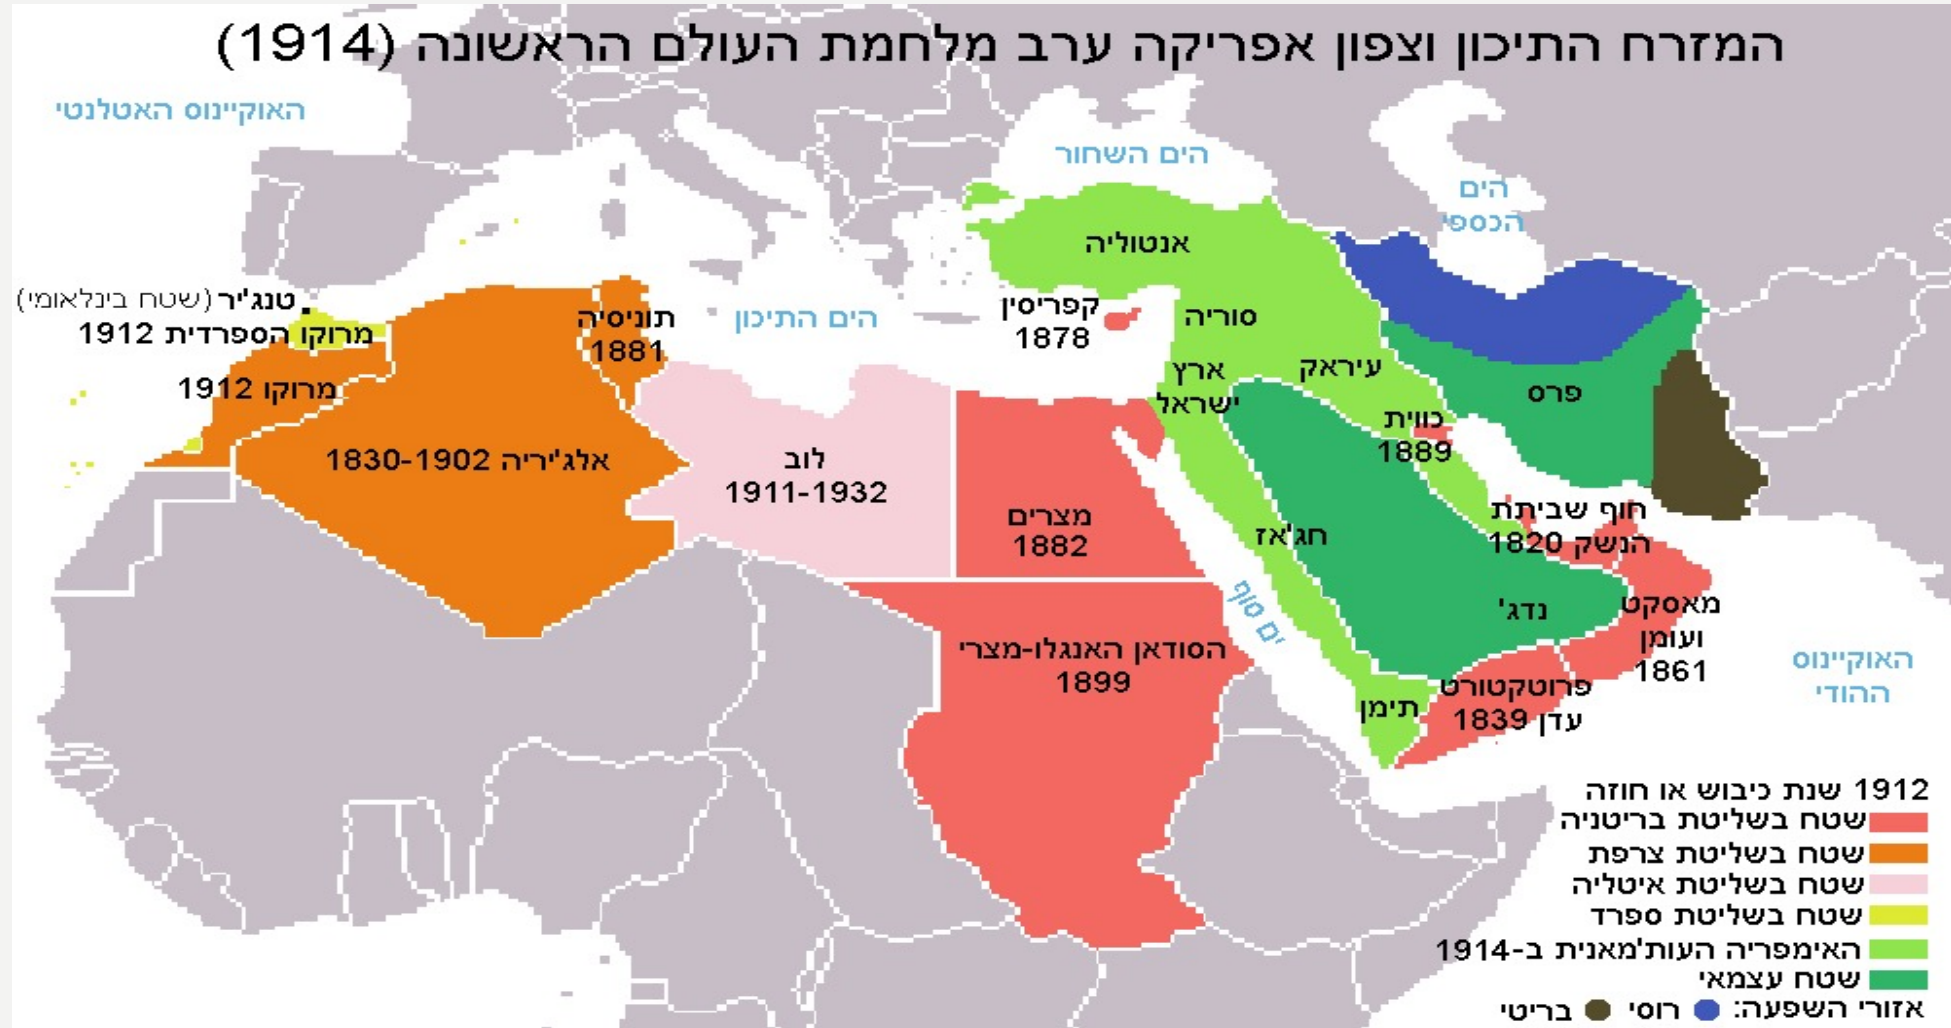 המזרח התיכון וצפון אפריקה ערב מלחמת העולם הראשונה (1914)
האוקיינוס האטלנטי
הים השחור
הים
הכספי
אנטוליה
טנג'יר (שטח בינלאומי)
מרוקו הספרדית 1912
תוניסיה
1881
הים התיכון
קפריסין
1878
סוריה
ארץ
ישראל
עיראק
פרס
מרוקו 1912
כווית
1889
אלג'יריה 1830-1902
לוב
1911-1932
מצרים
1882
חג'אז
חוף שביתת
הנשק 1820
ים סוף
נדג'
מאסקט
ועומן
1861
הסודאן האנגלו-מצרי
1899
האוקיינוס
ההודי
תימן
פרוטקטורט
עדן 1839
1912 שנת כיבוש או חוזה
שטח בשליטת בריטניה
שטח בשליטת צרפת
שטח בשליטת איטליה
שטח בשליטת ספרד
האימפריה העות'מאנית ב-1914
שטח עצמאי
אזורי השפעה: רוסי בריטי